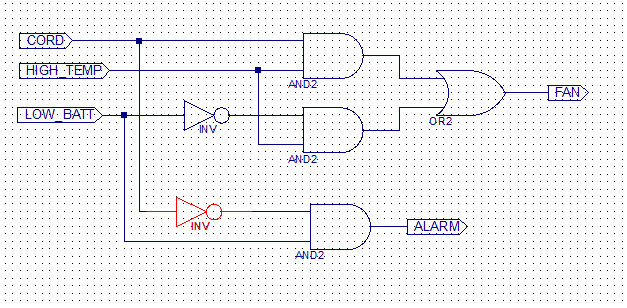 CORD
HIGH_TEMP
AND2
LOW_BATT
FAN
OR2
INV
AND2
INV
ALARM
AND2